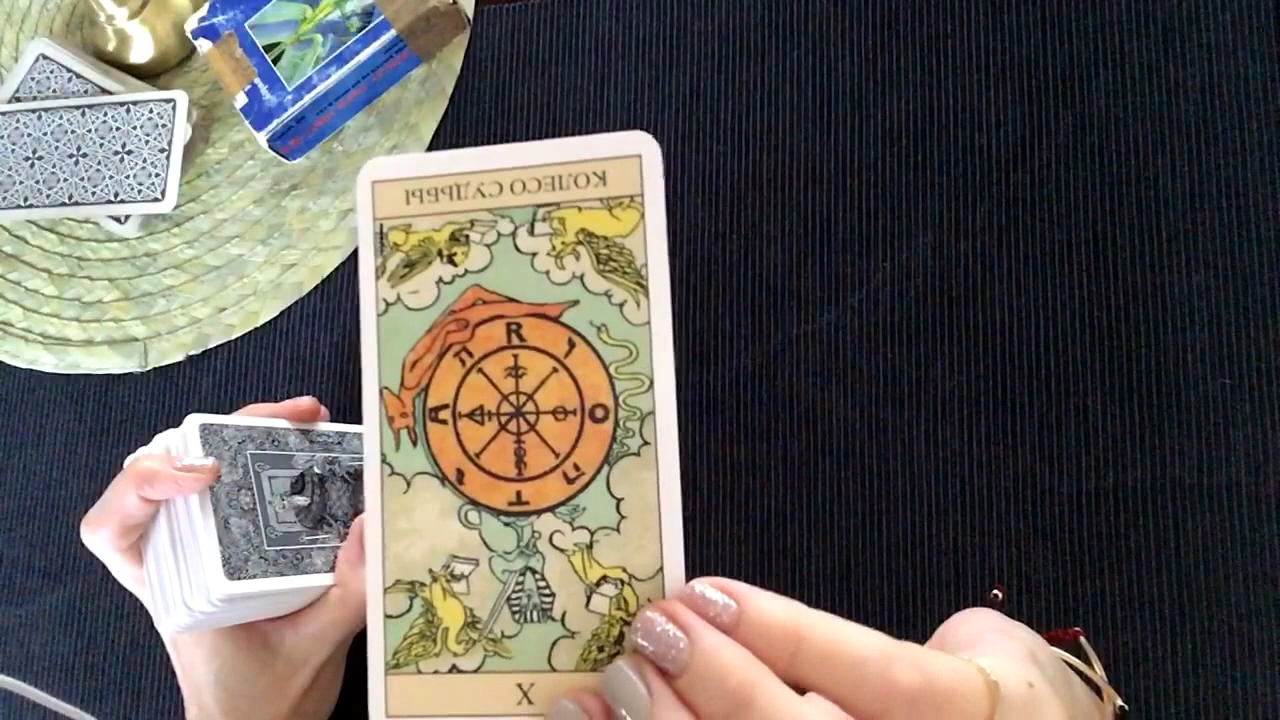 X
T
ה י
O A
ו ה
R
КОЛЕСО СУДЬБЫ